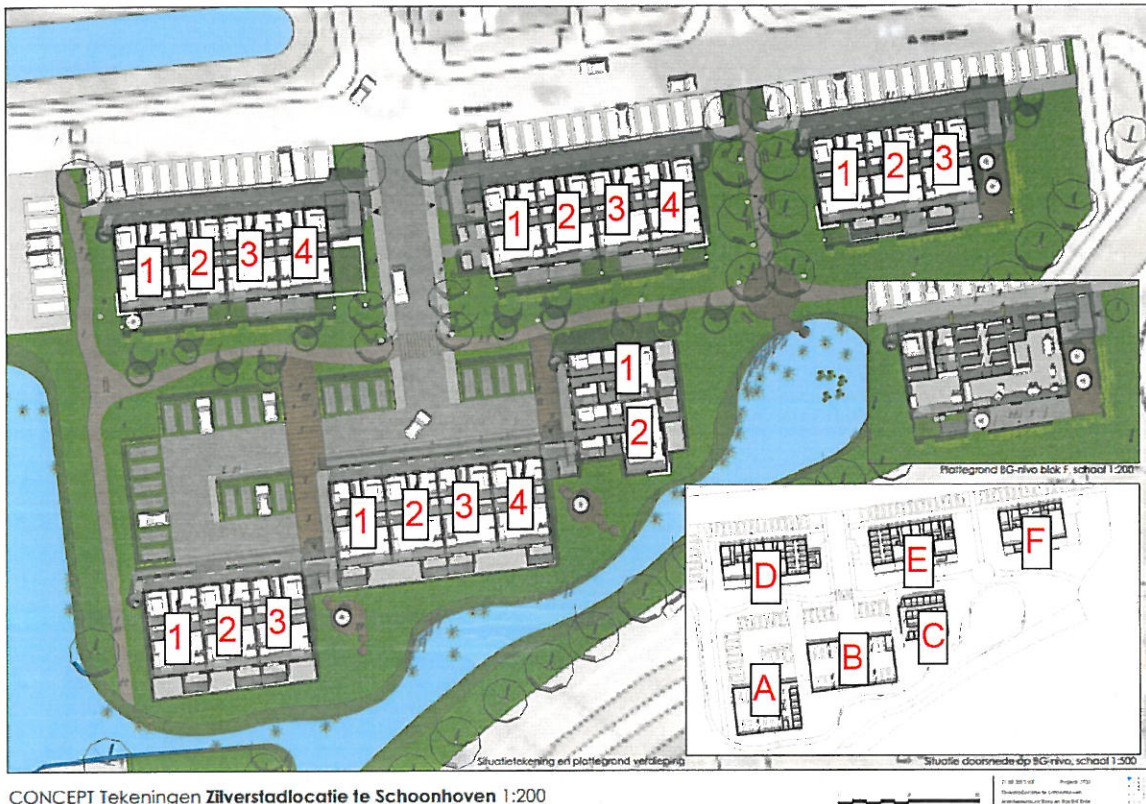 1
2
3
4
1
2
3
4
1
2
3
1
2
1
2
3
4
1
2
3
Plattegrond BG-nivo blok F, schaal 1:200
D
E
F
C
B
A
Situatietekening en plattegrond verdieping
Situatie doorsnede op BG-nivo, schaal 1:500
CONCEPT Tekeningen Zilverstadlocatie te Schoonhoven 1:200